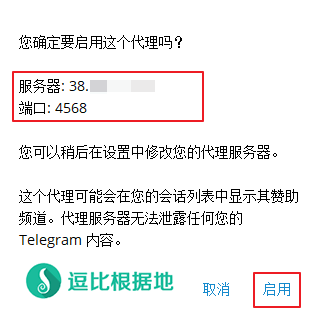 您确定要启用这个代理吗？
服务器: 38.
端口: 4568
您可以稍后在设置中修改您的代理服务器。
这个代理可能会在您的会话列表中显示其赞助
频道。代理服务器无法泄露任何您的
Telegram 内容。
逗比根据地
取消
启用